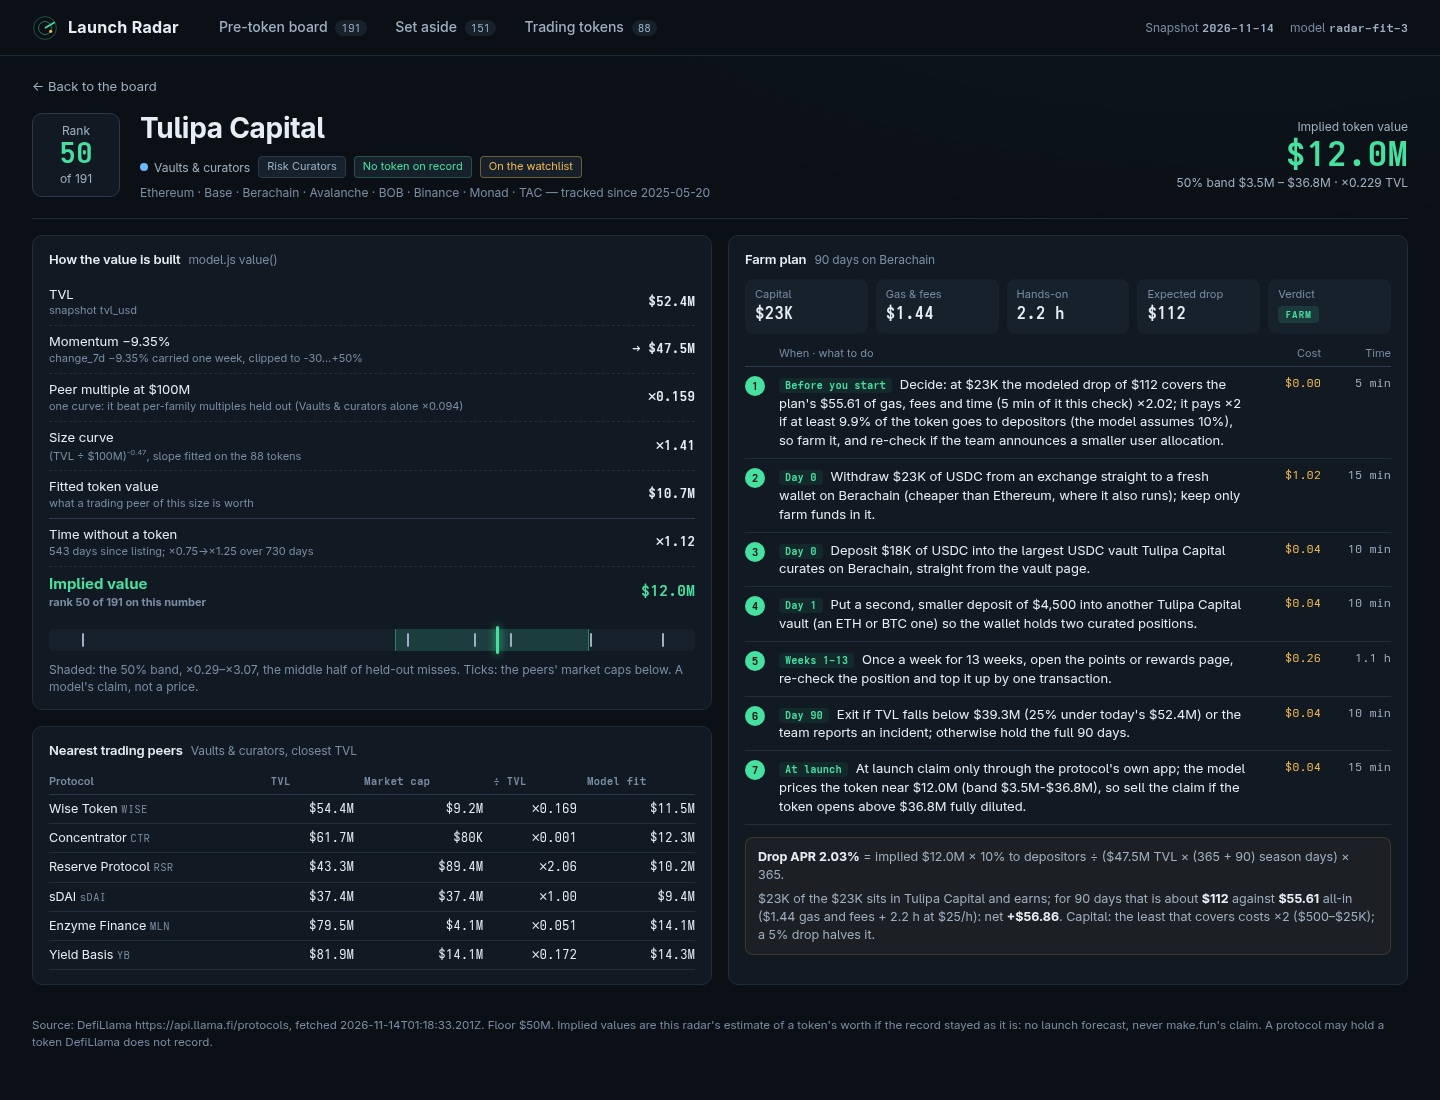 Launch Radar
Pre-token board 191
Set aside 151
Trading tokens 88
Snapshot 2026-11-14 model radar-fit-3
← Back to the board
Rank
50
of 191
Tulipa Capital
Vaults & curators Risk Curators No token on record On the watchlist
Ethereum · Base · Berachain · Avalanche · BOB · Binance · Monad · TAC — tracked since 2025-05-20
Implied token value
$12.0M
50% band $3.5M – $36.8M · ×0.229 TVL
How the value is built model.js value()
TVL
snapshot tvl_usd
$52.4M
Momentum −9.35%
change_7d −9.35% carried one week, clipped to -30…+50%
→ $47.5M
Peer multiple at $100M
one curve: it beat per-family multiples held out (Vaults & curators alone ×0.094)
×0.159
Size curve
(TVL ÷ $100M)-0.47, slope fitted on the 88 tokens
×1.41
Fitted token value
what a trading peer of this size is worth
$10.7M
Time without a token
543 days since listing; ×0.75→×1.25 over 730 days
×1.12
Implied value
rank 50 of 191 on this number
$12.0M
Shaded: the 50% band, ×0.29–×3.07, the middle half of held-out misses. Ticks: the peers' market caps below. A
model's claim, not a price.
Nearest trading peers Vaults & curators, closest TVL
Protocol TVL Market cap ÷ TVL Model fit
Wise Token WISE $54.4M $9.2M ×0.169 $11.5M
Concentrator CTR $61.7M $80K ×0.001 $12.3M
Reserve Protocol RSR $43.3M $89.4M ×2.06 $10.2M
sDAI sDAI $37.4M $37.4M ×1.00 $9.4M
Enzyme Finance MLN $79.5M $4.1M ×0.051 $14.1M
Yield Basis YB $81.9M $14.1M ×0.172 $14.3M
Farm plan 90 days on Berachain
Capital
$23K
Gas & fees
$1.44
Hands-on
2.2 h
Expected drop
$112
Verdict
FARM
When · what to do Cost Time
1 Before you start Decide: at $23K the modeled drop of $112 covers the $0.00 5 min
plan's $55.61 of gas, fees and time (5 min of it this check) ×2.02; it pays ×2
if at least 9.9% of the token goes to depositors (the model assumes 10%),
so farm it, and re-check if the team announces a smaller user allocation.
2 Day 0 Withdraw $23K of USDC from an exchange straight to a fresh $1.02 15 min
wallet on Berachain (cheaper than Ethereum, where it also runs); keep only
farm funds in it.
3 Day 0 Deposit $18K of USDC into the largest USDC vault Tulipa Capital $0.04 10 min
curates on Berachain, straight from the vault page.
4 Day 1 Put a second, smaller deposit of $4,500 into another Tulipa Capital $0.04 10 min
vault (an ETH or BTC one) so the wallet holds two curated positions.
5 Weeks 1–13 Once a week for 13 weeks, open the points or rewards page, $0.26 1.1 h
re-check the position and top it up by one transaction.
6 Day 90 Exit if TVL falls below $39.3M (25% under today's $52.4M) or the $0.04 10 min
team reports an incident; otherwise hold the full 90 days.
7 At launch At launch claim only through the protocol's own app; the model $0.04 15 min
prices the token near $12.0M (band $3.5M-$36.8M), so sell the claim if the
token opens above $36.8M fully diluted.
Drop APR 2.03% = implied $12.0M × 10% to depositors ÷ ($47.5M TVL × (365 + 90) season days) ×
365.
$23K of the $23K sits in Tulipa Capital and earns; for 90 days that is about $112 against $55.61 all-in
($1.44 gas and fees + 2.2 h at $25/h): net +$56.86. Capital: the least that covers costs ×2 ($500–$25K);
a 5% drop halves it.
Source: DefiLlama https://api.llama.fi/protocols, fetched 2026-11-14T01:18:33.201Z. Floor $50M. Implied values are this radar's estimate of a token's worth if the record stayed as it is: no launch forecast, never make.fun's claim. A protocol may hold a
token DefiLlama does not record.